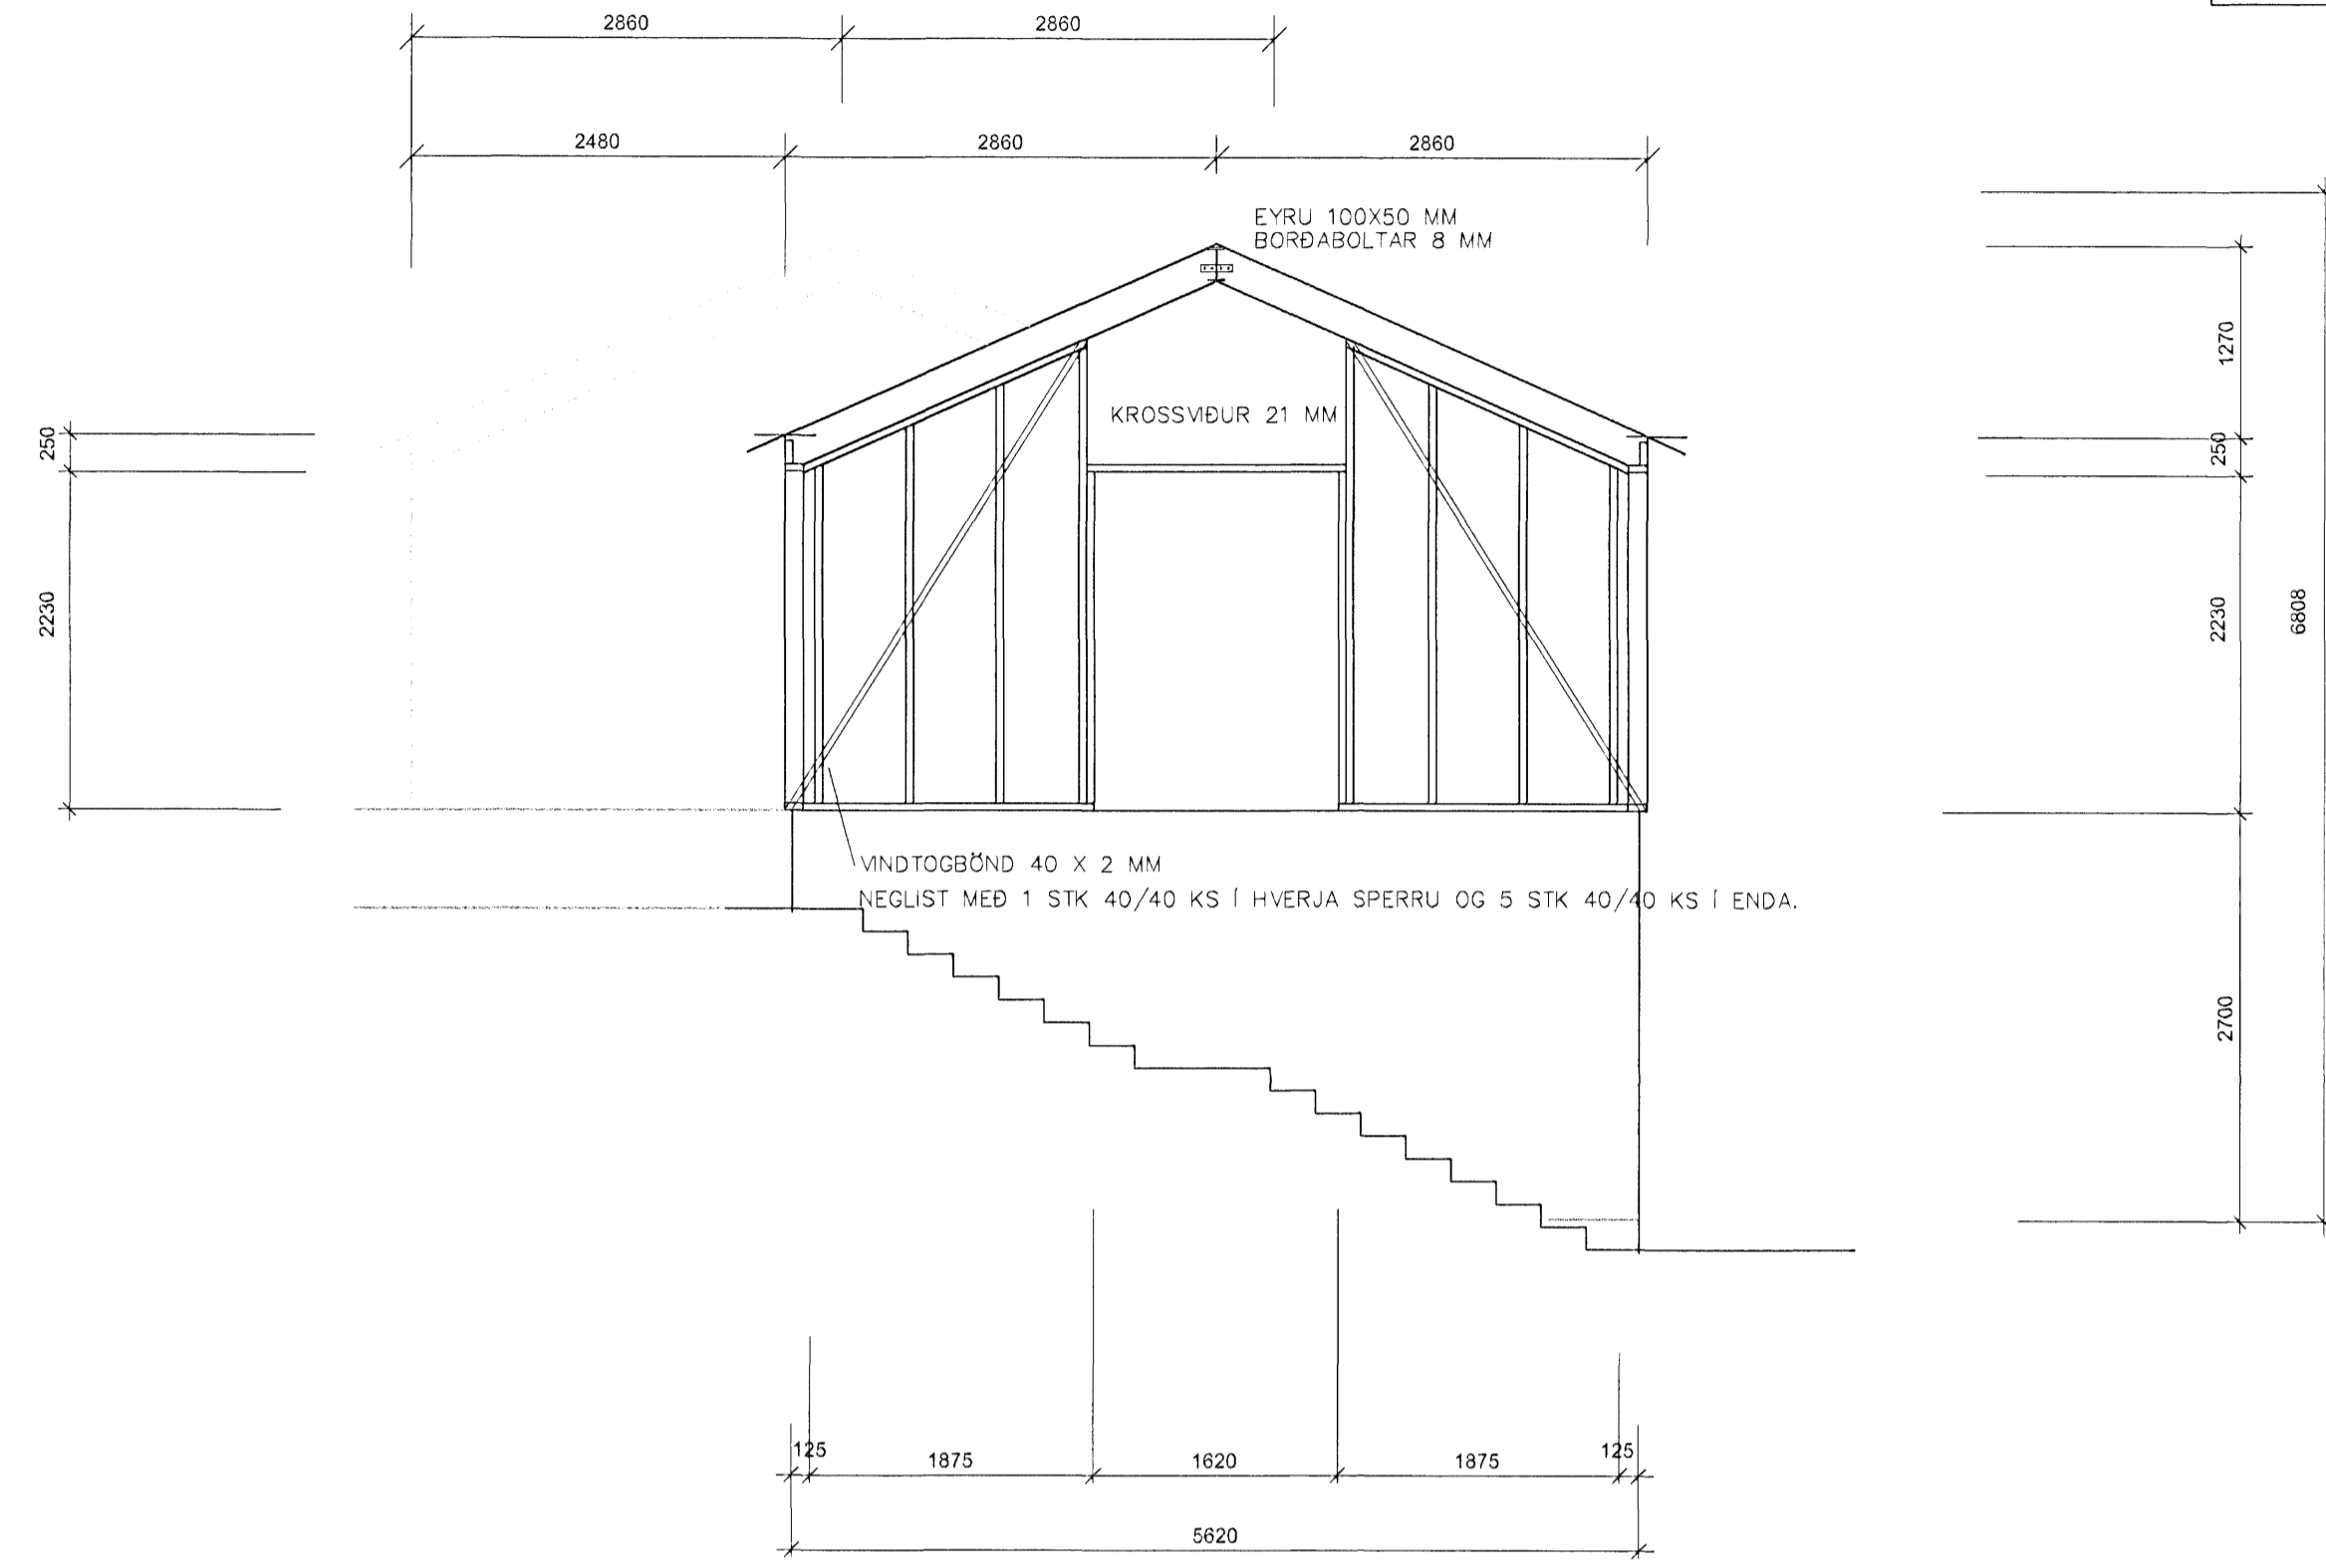 2860 2860
2480 2860 2860
EYRU 100X50 MM
BORÐABOLTAR 8 MM
1270
KROSSVIÐUR 21 MM
250
250
2230
2230
6808
VINDTOGBÖND 40 X 2 MM
NEGLIST MEÐ 1 STK 40/40 KS Í HVERJA SPERRU OG 5 STK 40/40 KS Í ENDA.
2700
125 1875 1620 1875 125
5620